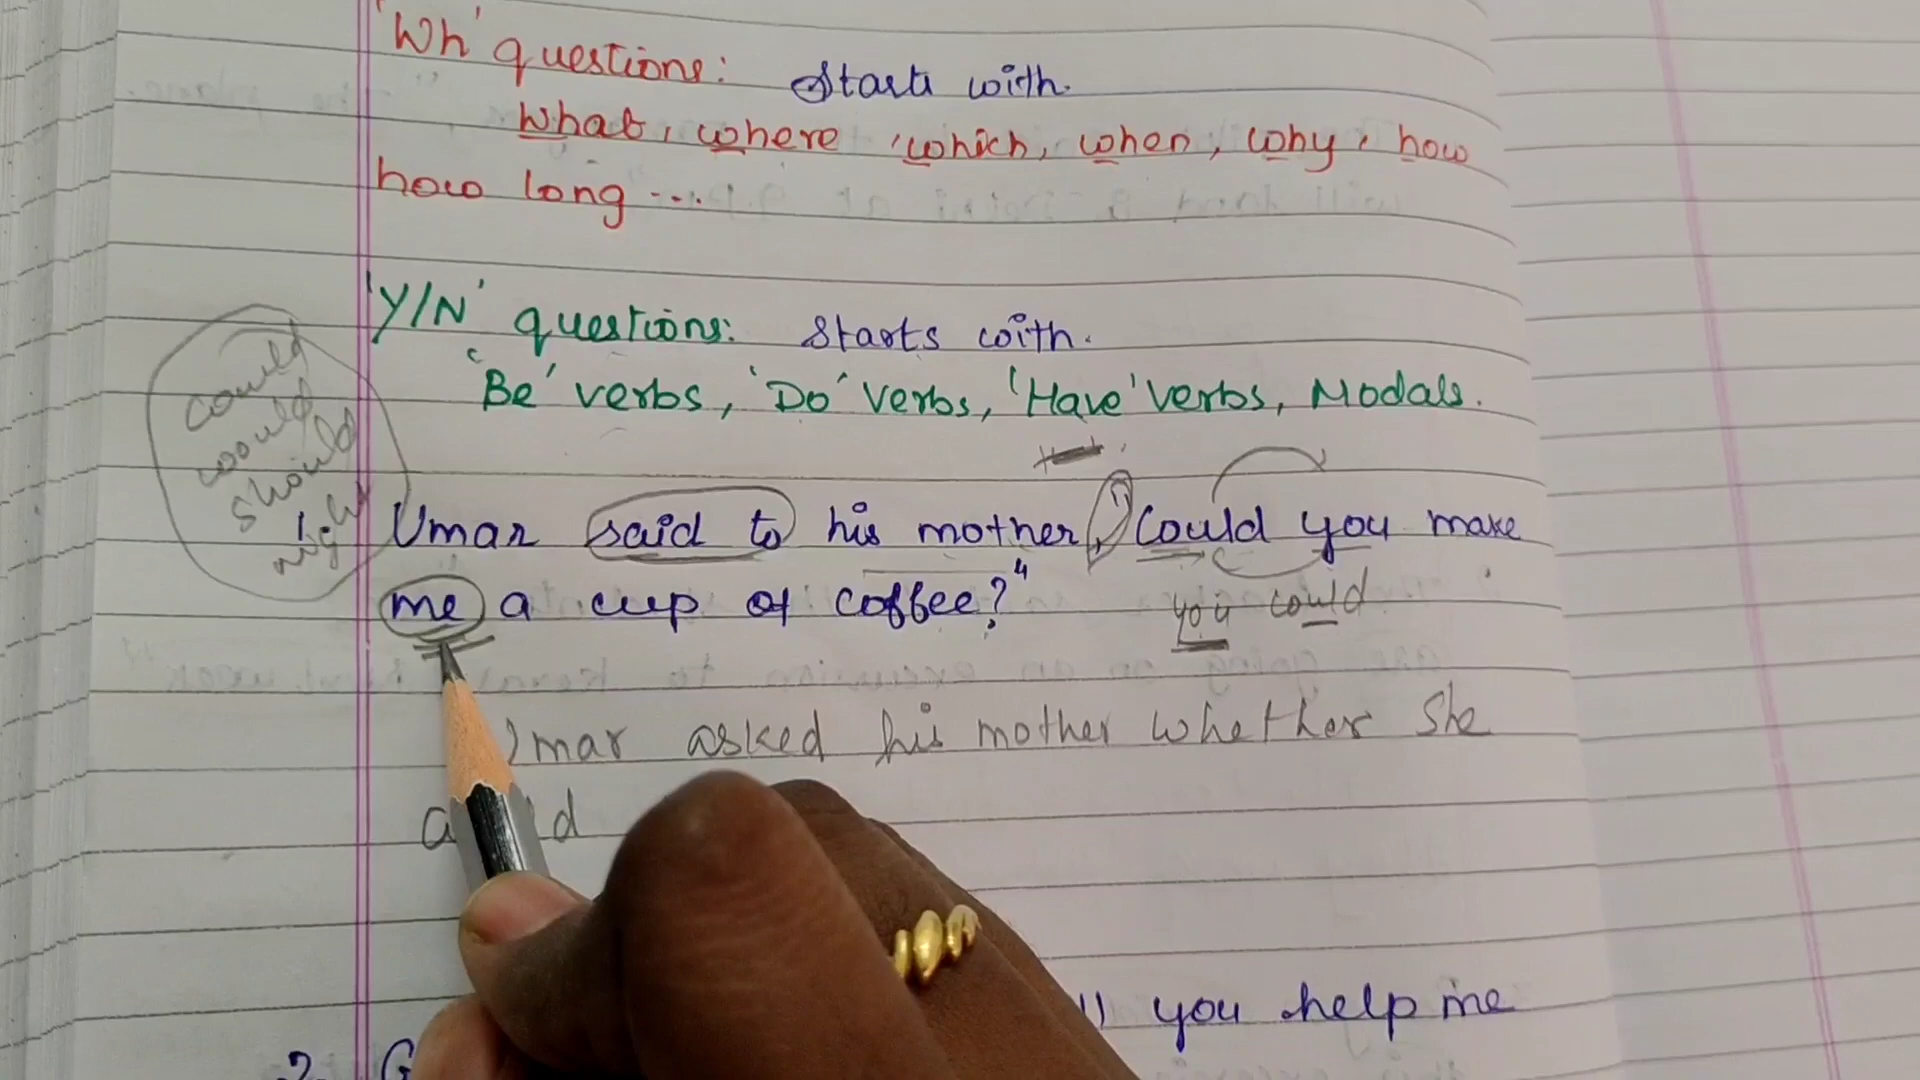 'Wh' questions: Starts with.
What, where, which, when, why, how
how long ...
'Y/N' questions: Starts with.
'Be' verbs, 'Do' verbs, 'Have' verbs, Modals.
could
would
should
might
1. Umar said to his mother, "Could you make
me a cup of coffee?"
you could
Umar asked his mother whether she
you help me
2. G